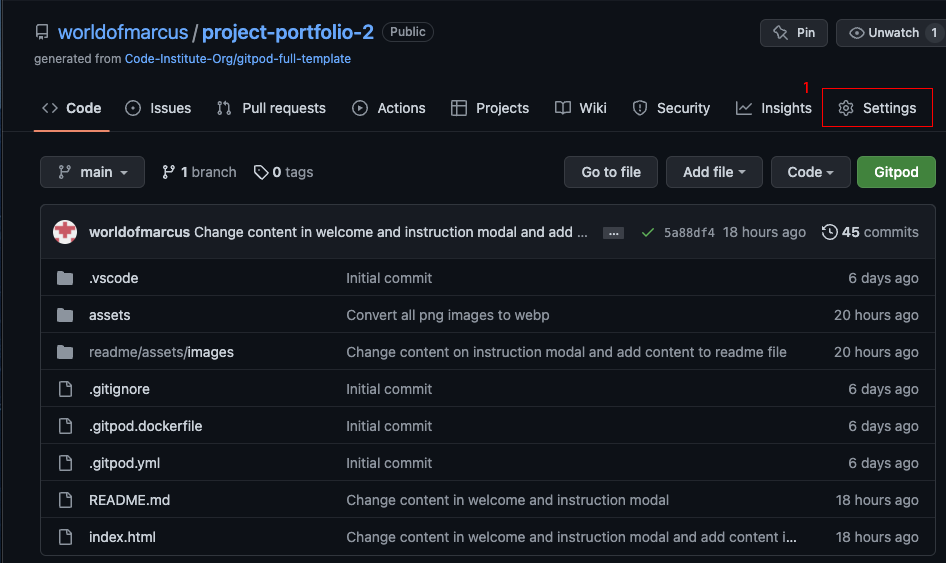 worldofmarcus / project-portfolio-2 Public Pin Unwatch 1
generated from Code-Institute-Org/gitpod-full-template
1
Code Issues Pull requests Actions Projects Wiki Security Insights Settings
main 1 branch 0 tags Go to file Add file Code Gitpod
worldofmarcus Change content in welcome and instruction modal and add ... ... 5a88df4 18 hours ago 45 commits
.vscode Initial commit 6 days ago
assets Convert all png images to webp 20 hours ago
readme/assets/images Change content on instruction modal and add content to readme file 20 hours ago
.gitignore Initial commit 6 days ago
.gitpod.dockerfile Initial commit 6 days ago
.gitpod.yml Initial commit 6 days ago
README.md Change content in welcome and instruction modal 18 hours ago
index.html Change content in welcome and instruction modal and add content i... 18 hours ago